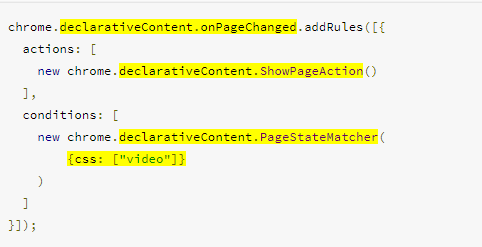 chrome.declarativeContent.onPageChanged.addRules([{
  actions: [
    new chrome.declarativeContent.ShowPageAction()
  ],
  conditions: [
    new chrome.declarativeContent.PageStateMatcher(
        {css: ["video"]}
    )
  ]
}]);